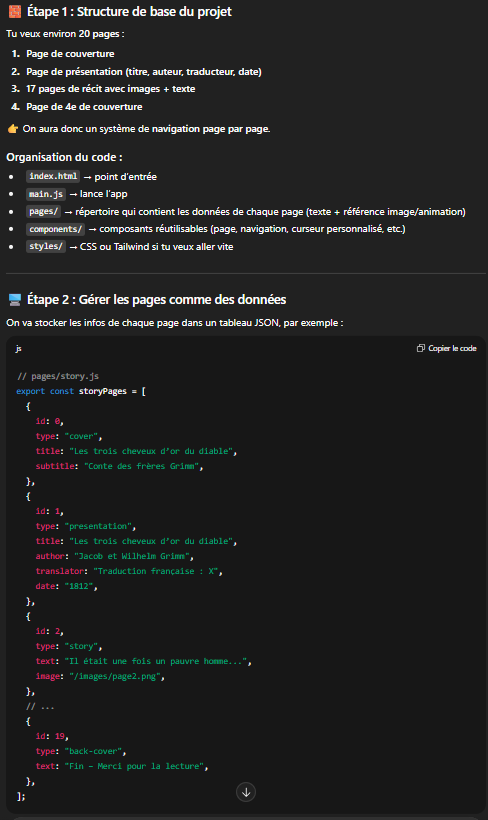 🧱 Étape 1 : Structure de base du projet
Tu veux environ 20 pages :
1. Page de couverture
2. Page de présentation (titre, auteur, traducteur, date)
3. 17 pages de récit avec images + texte
4. Page de 4e de couverture
👉 On aura donc un système de navigation page par page.
Organisation du code :
• index.html → point d'entrée
• main.js → lance l'app
• pages/ → répertoire qui contient les données de chaque page (texte + référence image/animation)
• components/ → composants réutilisables (page, navigation, curseur personnalisé, etc.)
• styles/ → CSS ou Tailwind si tu veux aller vite
💻 Étape 2 : Gérer les pages comme des données
On va stocker les infos de chaque page dans un tableau JSON, par exemple :
js Copier le code
// pages/story.js
export const storyPages = [
  {
    id: 0,
    type: "cover",
    title: "Les trois cheveux d’or du diable",
    subtitle: "Conte des frères Grimm",
  },
  {
    id: 1,
    type: "presentation",
    title: "Les trois cheveux d’or du diable",
    author: "Jacob et Wilhelm Grimm",
    translator: "Traduction française : X",
    date: "1812",
  },
  {
    id: 2,
    type: "story",
    text: "Il était une fois un pauvre homme...",
    image: "/images/page2.png",
  },
  // ...
  {
    id: 19,
    type: "back-cover",
    text: "Fin – Merci pour la lecture",
  },
];